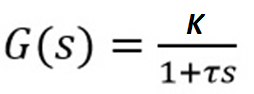 G(s) = K / 1+τs